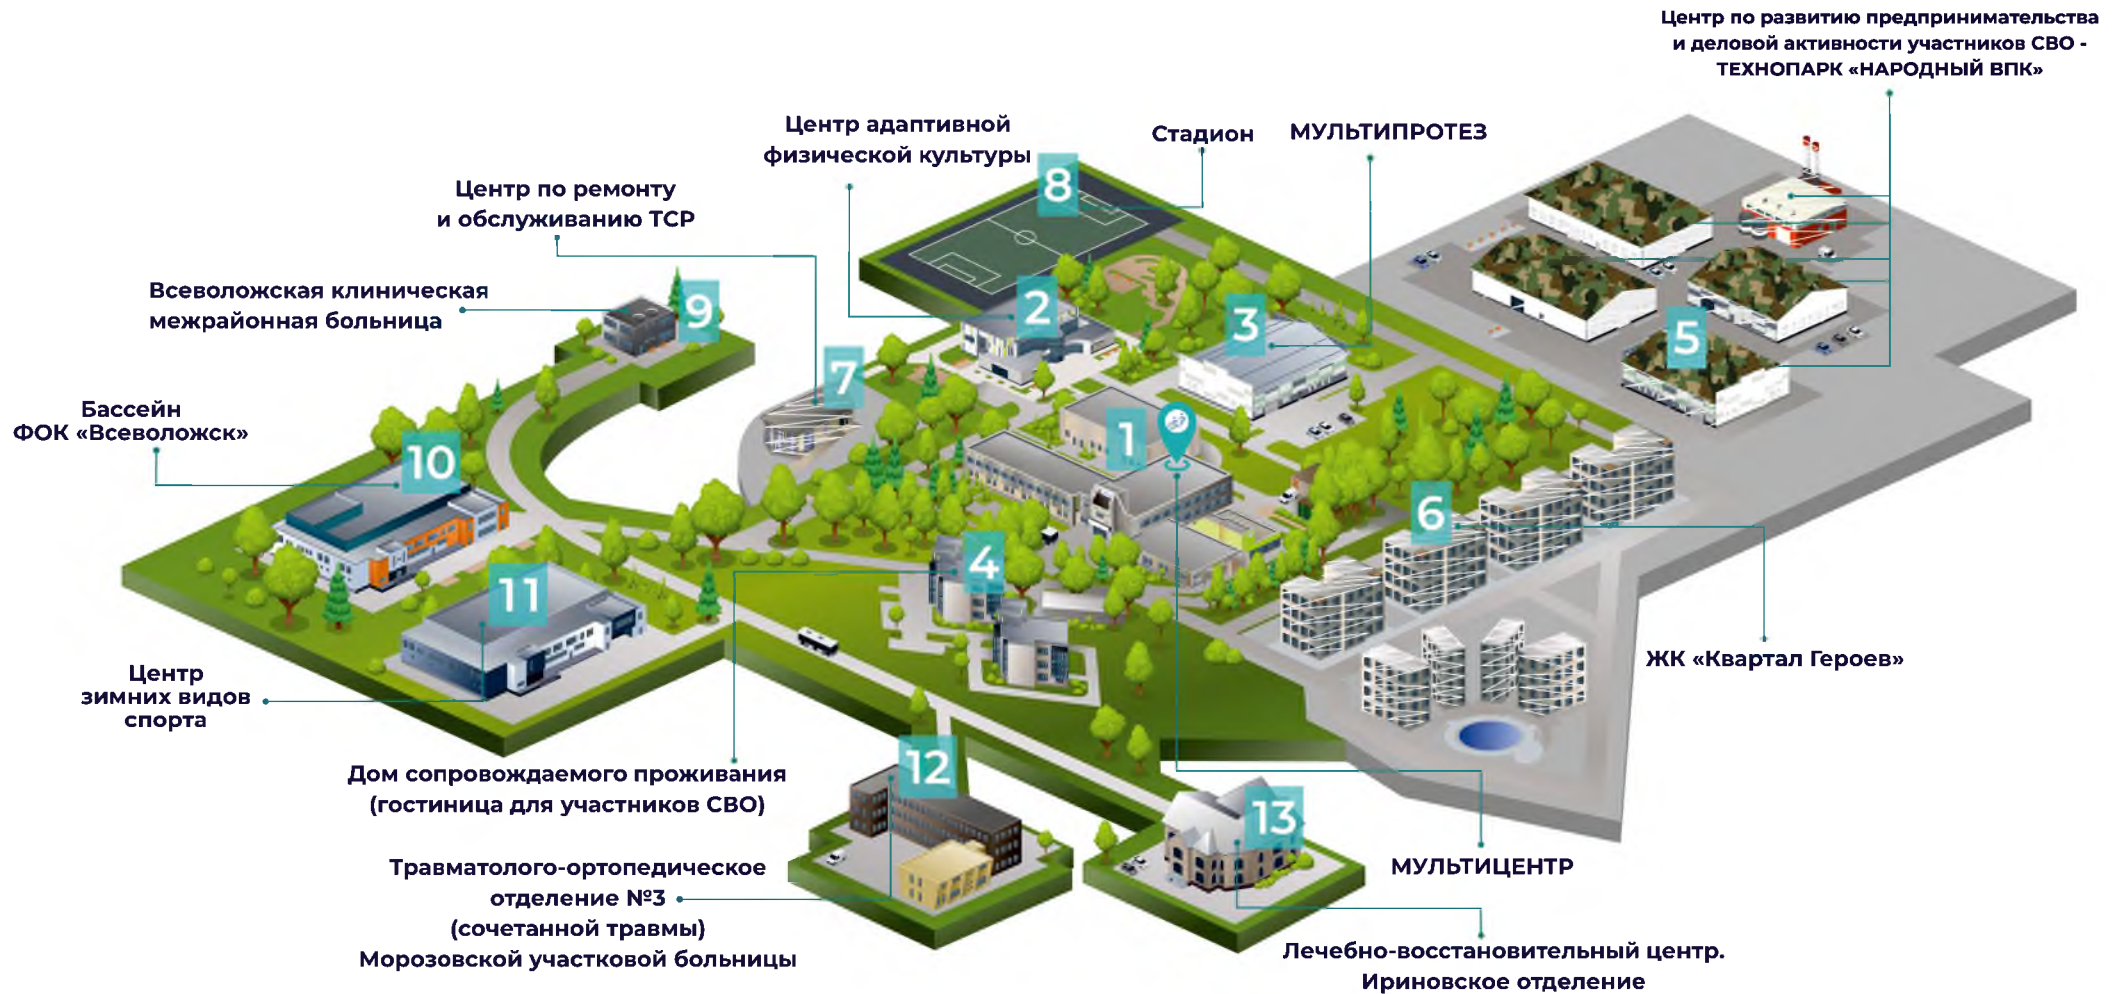 Центр по развитию предпринимательства
и деловой активности участников СВО -
ТЕХНОПАРК «НАРОДНЫЙ ВПК»
Центр адаптивной
физической культуры
Стадион
МУЛЬТИПРОТЕЗ
8
Центр по ремонту
и обслуживанию ТСР
Всеволожская клиническая
межрайонная больница
9
2
3
5
7
Бассейн
ФОК «Всеволожск»
10
1
6
4
11
ЖК «Квартал Героев»
Центр
зимних видов
спорта
Дом сопровождаемого проживания
(гостиница для участников СВО)
12
13
МУЛЬТИЦЕНТР
Травматолого-ортопедическое
отделение №3
(сочетанной травмы)
Морозовской участковой больницы
Лечебно-восстановительный центр.
Ириновское отделение